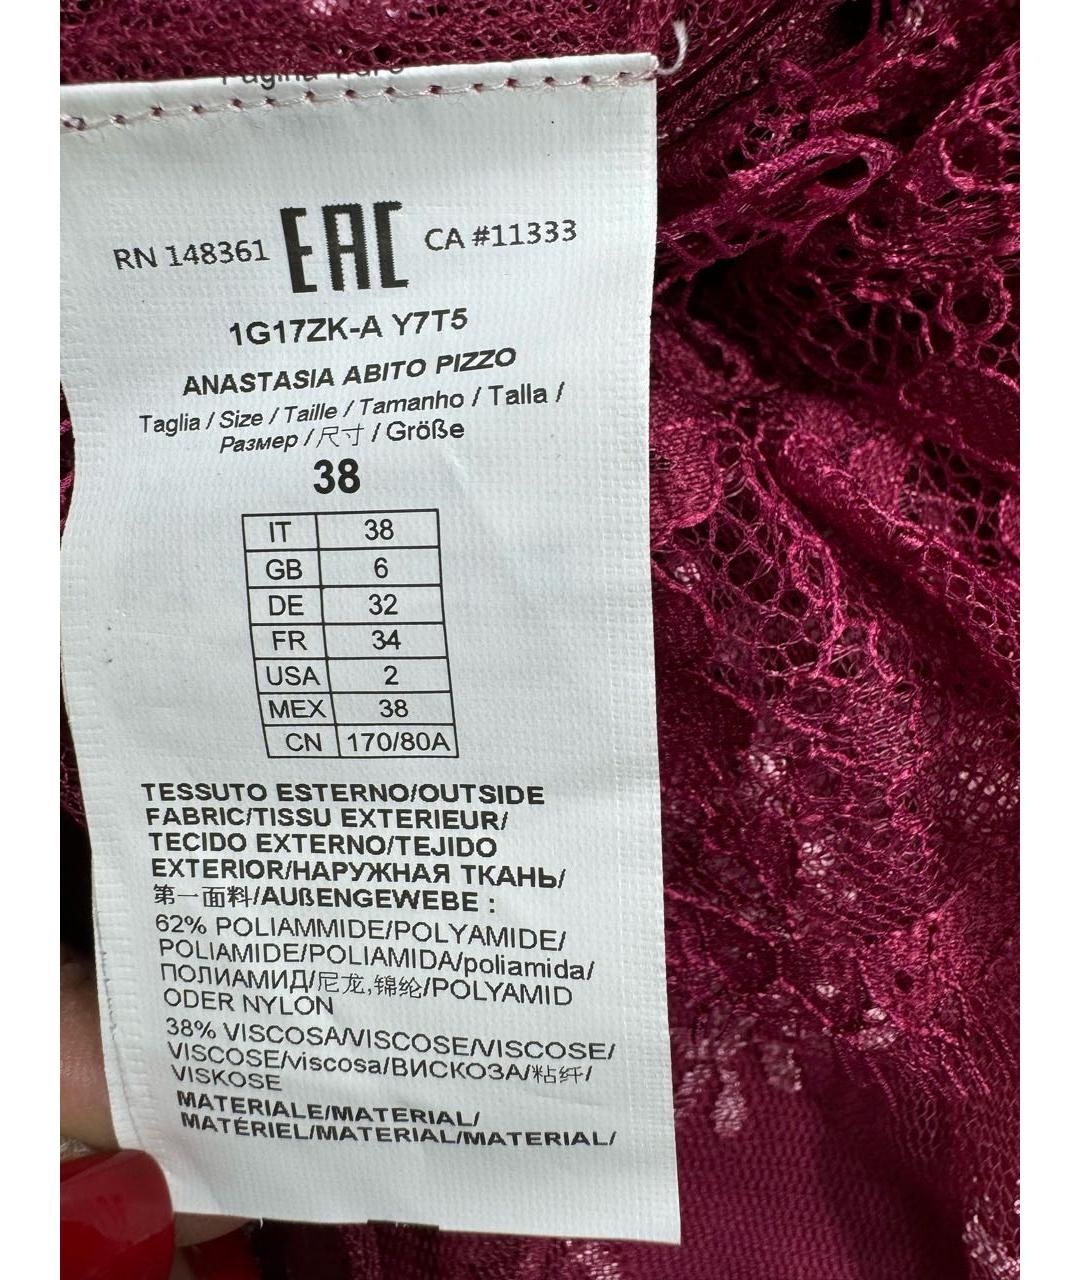 RN 148361 EAC CA #11333
1G17ZK-A Y7T5
ANASTASIA ABITO PIZZO
Taglia / Size / Taille / Tamanho / Talla /
Размер / 尺寸 / Größe
38
IT 38
GB 6
DE 32
FR 34
USA 2
MEX 38
CN 170/80A
TESSUTO ESTERNO/OUTSIDE
FABRIC/TISSU EXTERIEUR/
TECIDO EXTERNO/TEJIDO
EXTERIOR/НАРУЖНАЯ ТКАНЬ/
第一面料/AUßENGEWEBE :
62% POLIAMMIDE/POLYAMIDE/
POLIAMIDE/POLIAMIDA/poliamida/
ПОЛИАМИД/尼龙,锦纶/POLYAMID
ODER NYLON
38% VISCOSA/VISCOSE/VISCOSE/
VISCOSE/viscosa/ВИСКОЗА/粘纤/
VISKOSE
MATERIALE/MATERIAL/
MATÉRIEL/MATERIAL/MATERIAL/